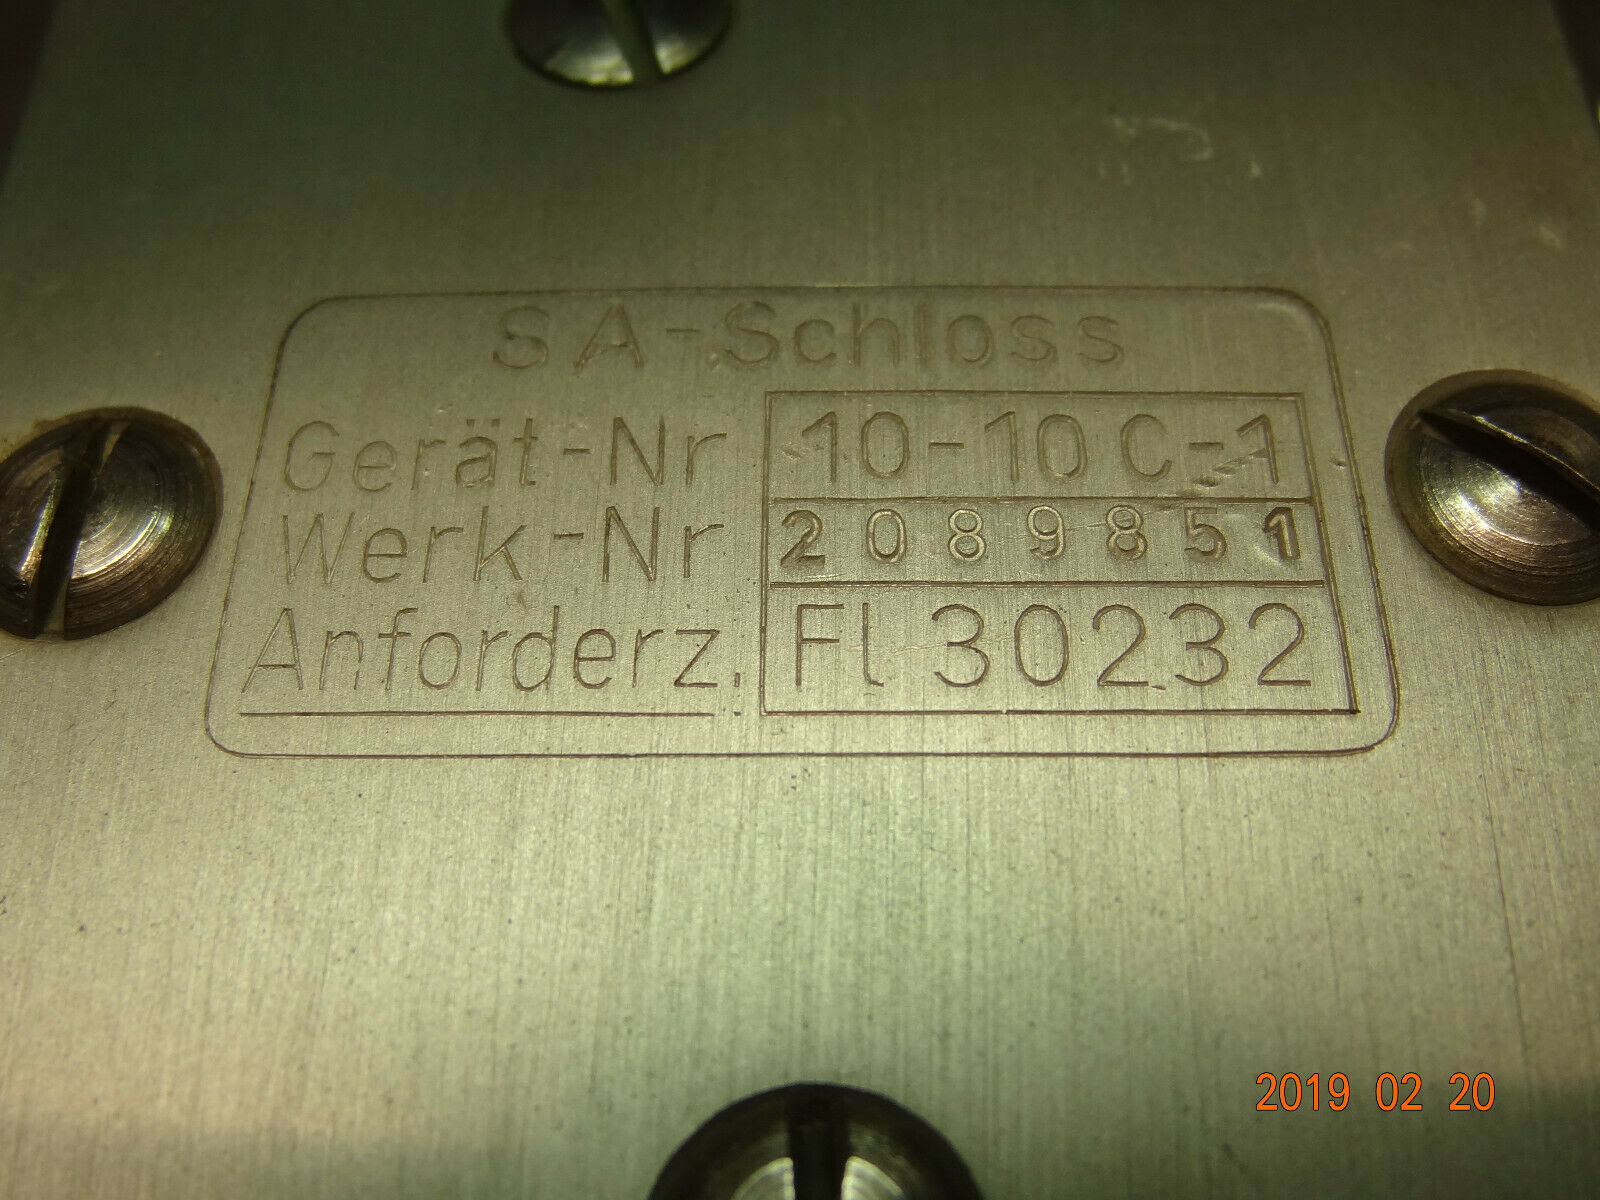 SA-Schloss
Gerät-Nr 10-10C-1
Werk-Nr 2089851
Anforderz. Fl 30232
2019 02 20